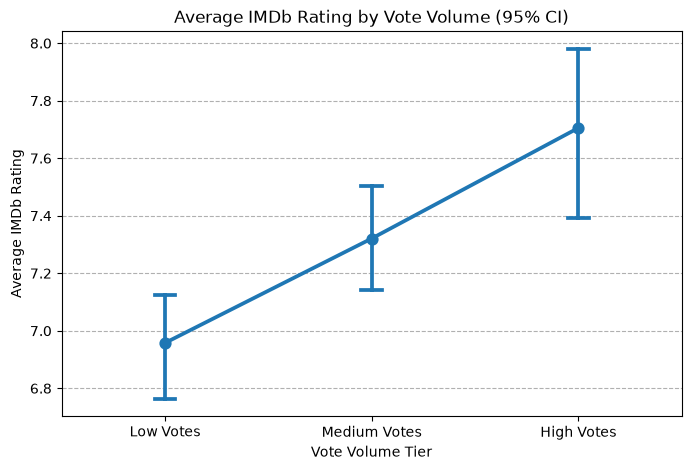 Average IMDb Rating by Vote Volume (95% CI)
8.0
7.8
7.6
7.4
7.2
7.0
6.8
Average IMDb Rating
Low Votes
Medium Votes
High Votes
Vote Volume Tier